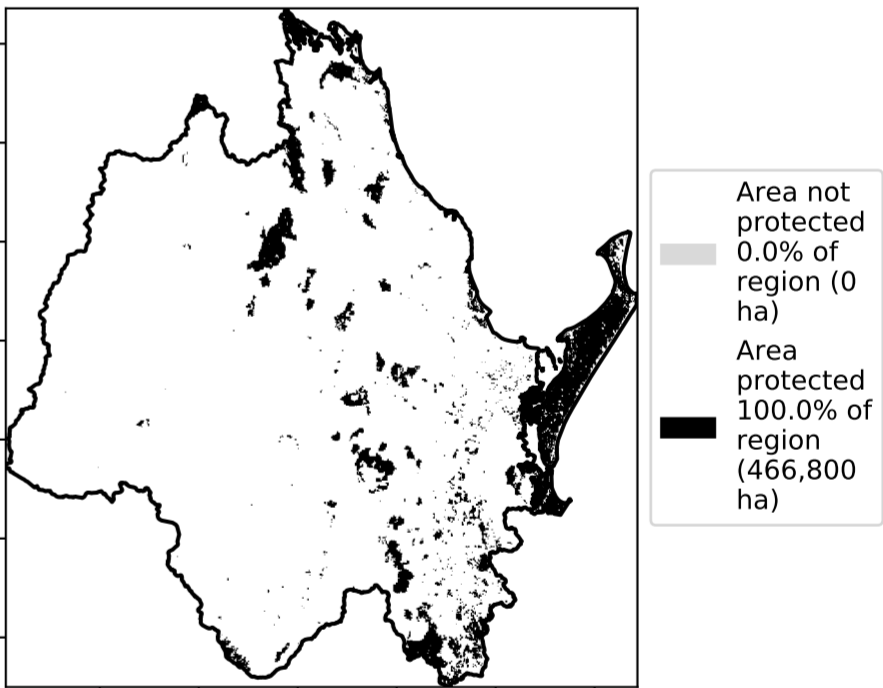 Area not
protected
0.0% of
region (0
ha)
Area
protected
100.0% of
region
(466,800
ha)